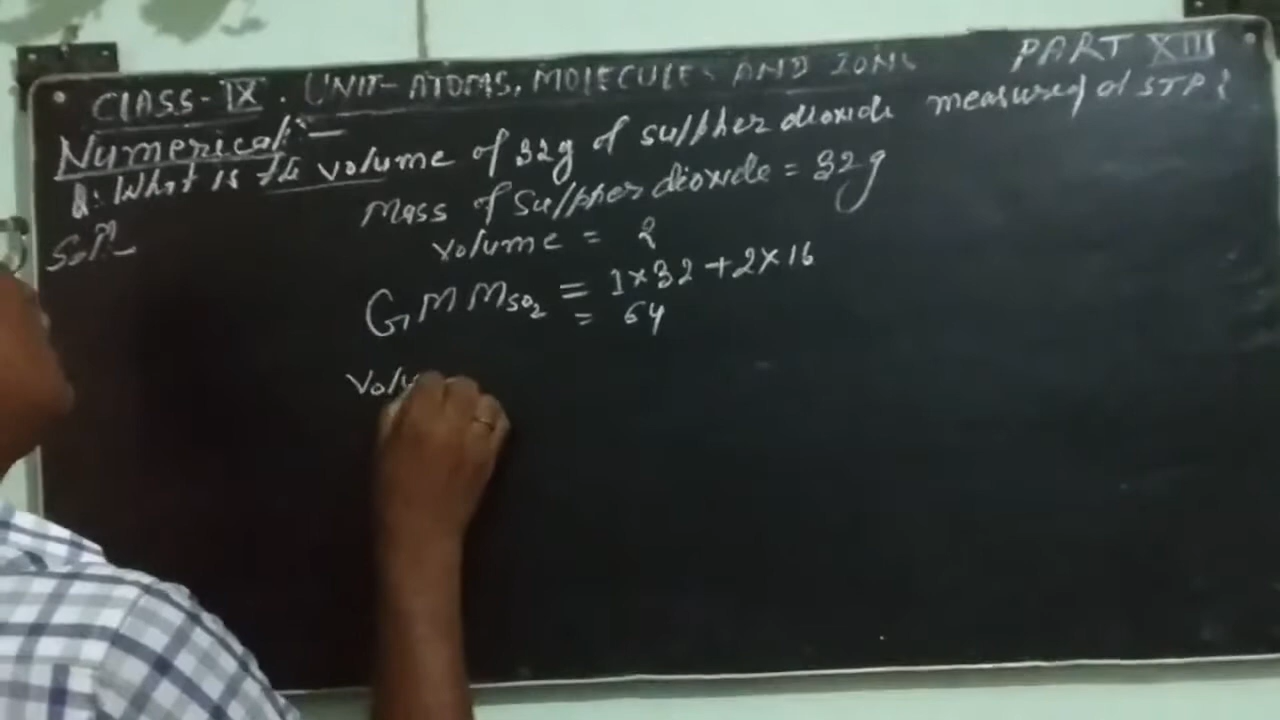 CLASS-IX. UNIT-ATOMS, MOLECULES AND IONS PART XIII
Numerical:-
Q: What is the volume of 32g of sulpher dioxide measured at STP?
Sol?
Mass of Sulpher dioxide = 32g
volume = ?
GMM SO2 = 1×32+2×16
= 64
Volu